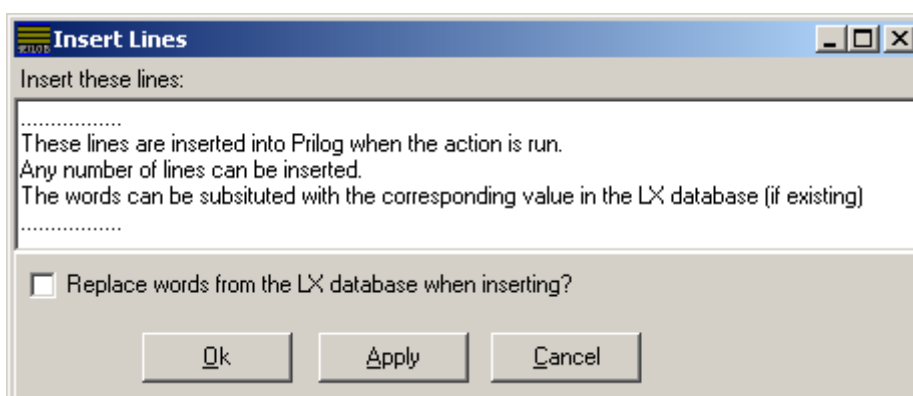 Insert Lines
Insert these lines:
................
These lines are inserted into Prilog when the action is run.
Any number of lines can be inserted.
The words can be subsituted with the corresponding value in the LX database (if existing)
................
Replace words from the LX database when inserting?
Ok Apply Cancel